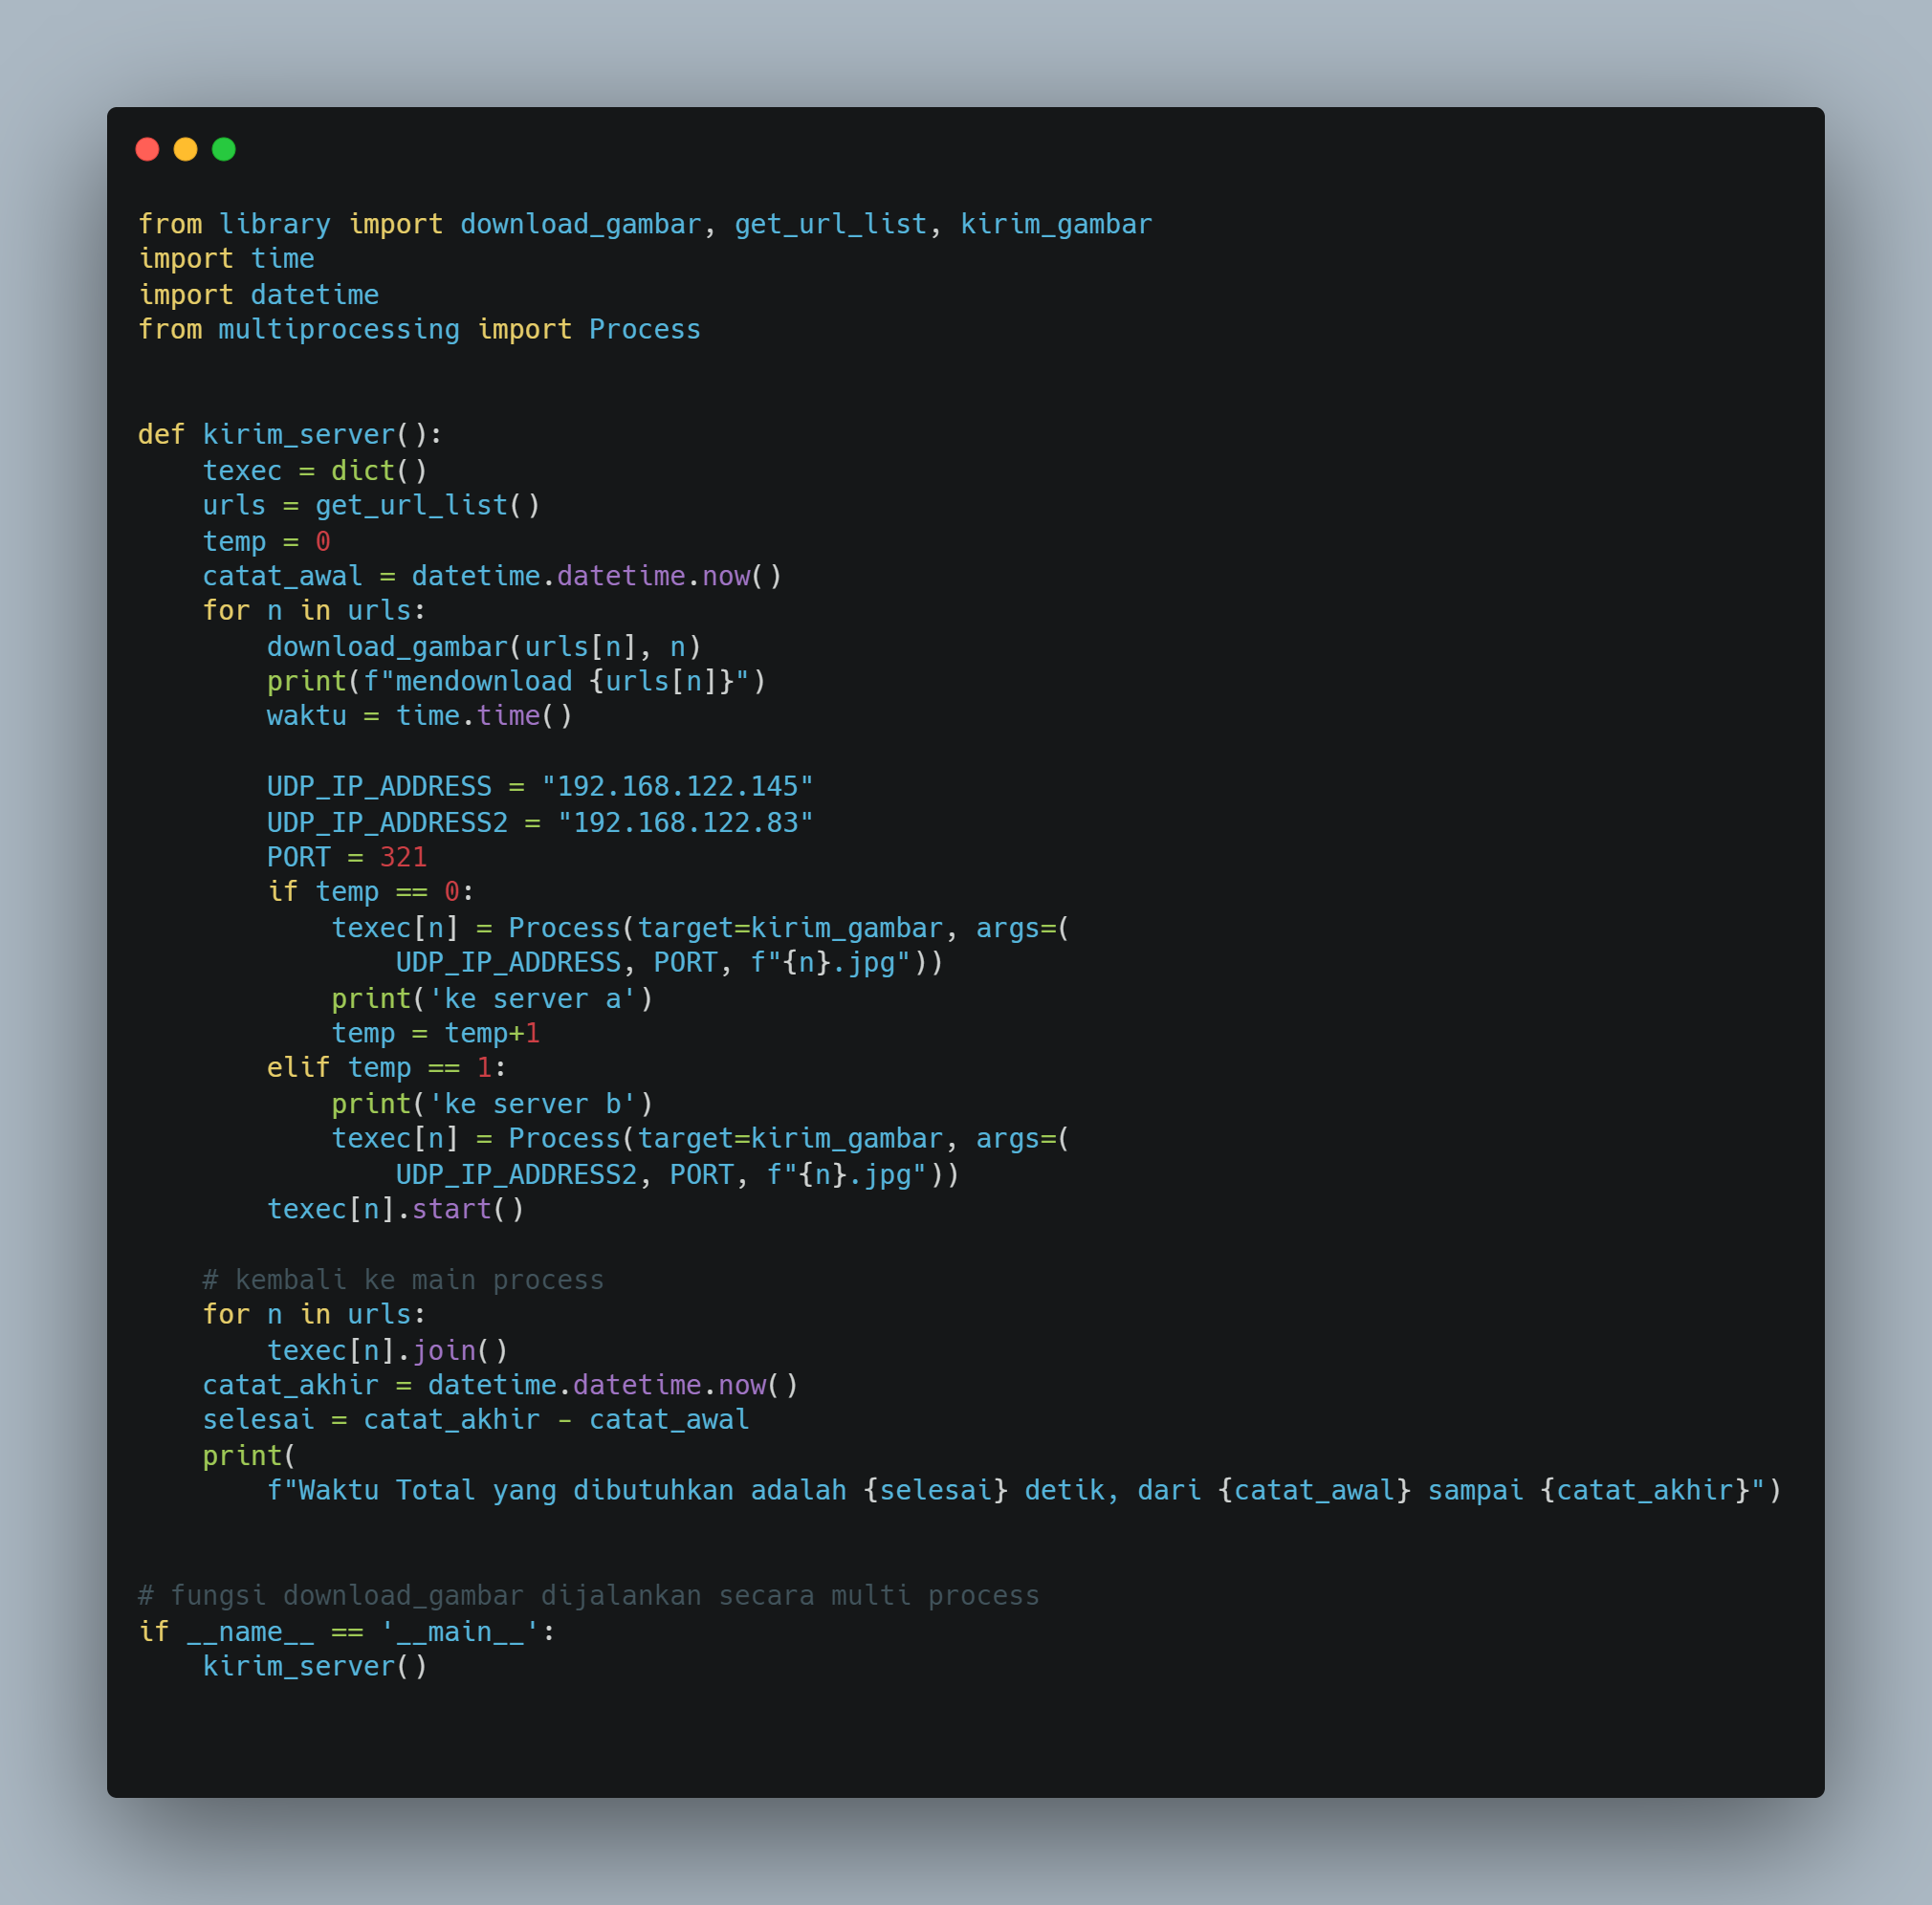 from library import download_gambar, get_url_list, kirim_gambar
import time
import datetime
from multiprocessing import Process
def kirim_server():
    texec = dict()
    urls = get_url_list()
    temp = 0
    catat_awal = datetime.datetime.now()
    for n in urls:
        download_gambar(urls[n], n)
        print(f"mendownload {urls[n]}")
        waktu = time.time()
        UDP_IP_ADDRESS = "192.168.122.145"
        UDP_IP_ADDRESS2 = "192.168.122.83"
        PORT = 321
        if temp == 0:
            texec[n] = Process(target=kirim_gambar, args=(
                UDP_IP_ADDRESS, PORT, f"{n}.jpg"))
            print('ke server a')
            temp = temp+1
        elif temp == 1:
            print('ke server b')
            texec[n] = Process(target=kirim_gambar, args=(
                UDP_IP_ADDRESS2, PORT, f"{n}.jpg"))
        texec[n].start()
    # kembali ke main process
    for n in urls:
        texec[n].join()
    catat_akhir = datetime.datetime.now()
    selesai = catat_akhir - catat_awal
    print(
        f"Waktu Total yang dibutuhkan adalah {selesai} detik, dari {catat_awal} sampai {catat_akhir}")
# fungsi download_gambar dijalankan secara multi process
if __name__ == '__main__':
    kirim_server()